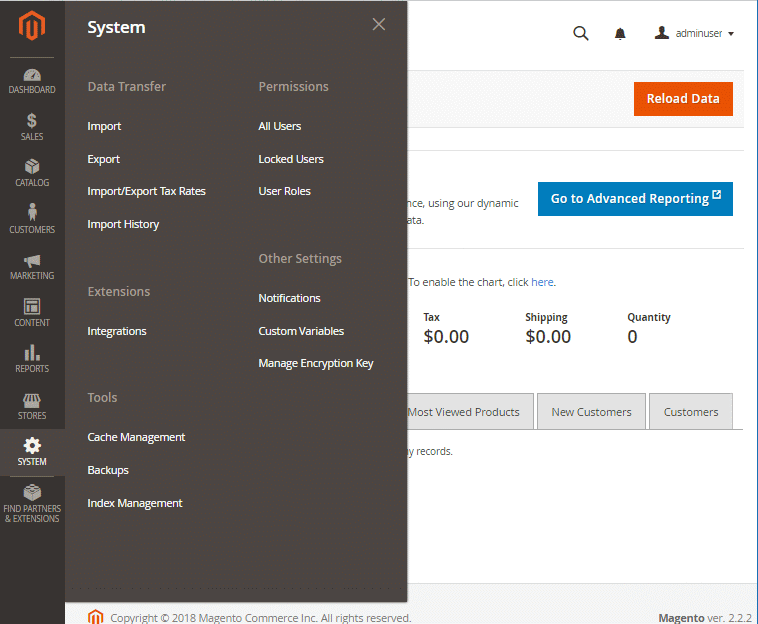 DASHBOARD
SALES
CATALOG
CUSTOMERS
MARKETING
CONTENT
REPORTS
STORES
SYSTEM
FIND PARTNERS
& EXTENSIONS
System
Data Transfer
Import
Export
Import/Export Tax Rates
Import History
Extensions
Integrations
Tools
Cache Management
Backups
Index Management
Permissions
All Users
Locked Users
User Roles
Other Settings
Notifications
Custom Variables
Manage Encryption Key
adminuser
Reload Data
using our dynamic
Go to Advanced Reporting
To enable the chart, click here.
Tax Shipping Quantity
$0.00 $0.00 0
Most Viewed Products New Customers Customers
records.
Copyright © 2018 Magento Commerce Inc. All rights reserved.
Magento ver. 2.2.2